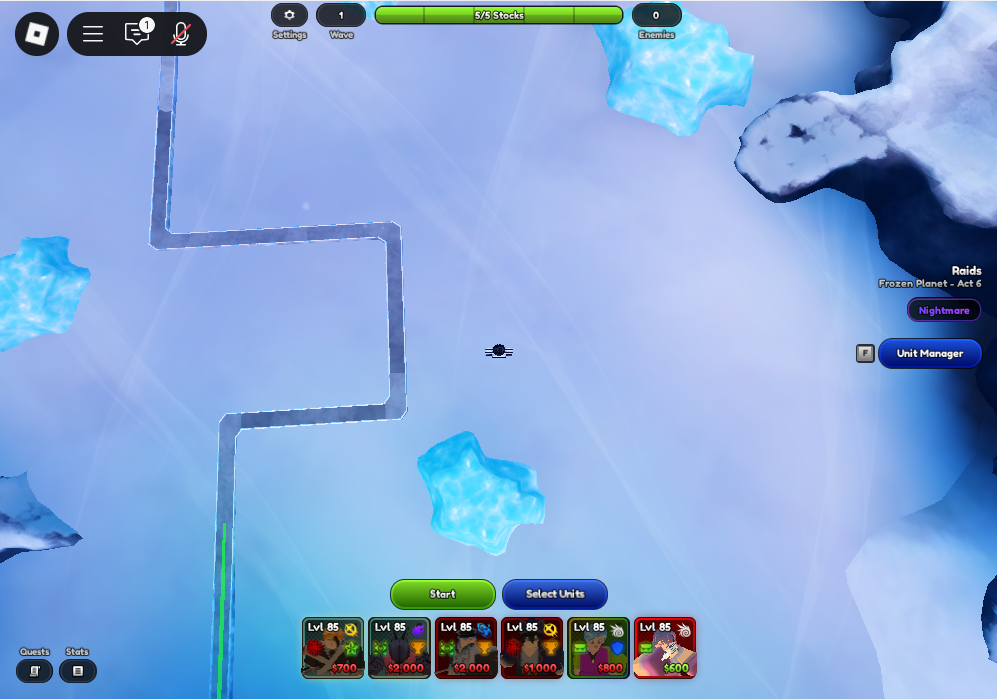 1
1
5/5 Stocks
0
Settings
Wave
Enemies
Raids
Frozen Planet - Act 6
Nightmare
F
Unit Manager
Start
Select Units
Lvl 85
Lvl 85
Lvl 85
Lvl 85
Lvl 85
Lvl 85
$700
$2,000
$2,000
$1,000
$800
$600
Quests
Stats